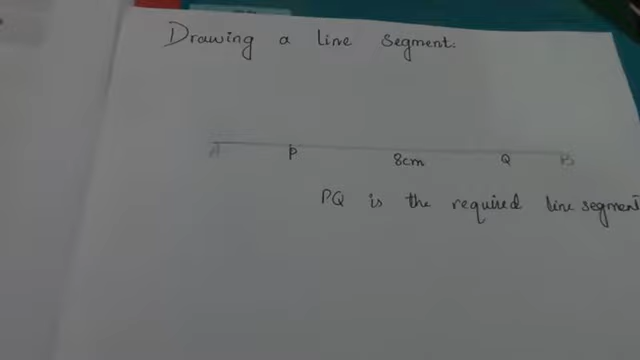 Drawing a Line Segment.
A P 8cm Q B
PQ is the required line segment